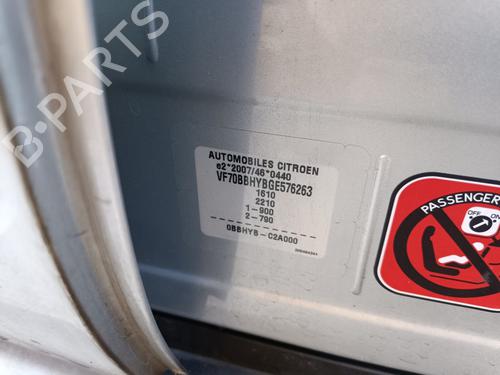 AUTOMOBILES CITROEN
e2*2007/46*0440
VF70BBHYBGE576263
1610
2210
1-900
2-790
0BBHYB-C2A000
PASSENGER
OFF
ON
B-PARTS